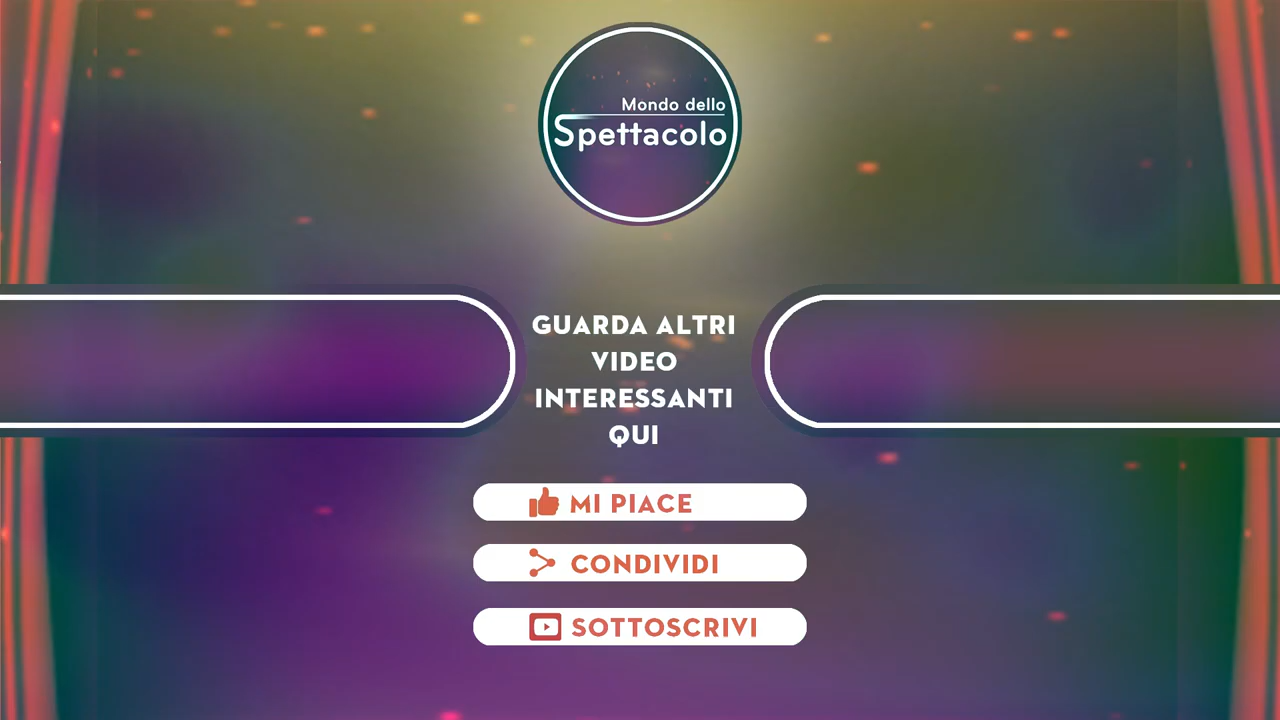 Mondo dello
Spettacolo
GUARDA ALTRI
VIDEO
INTERESSANTI
QUI
MI PIACE
CONDIVIDI
SOTTOSCRIVI